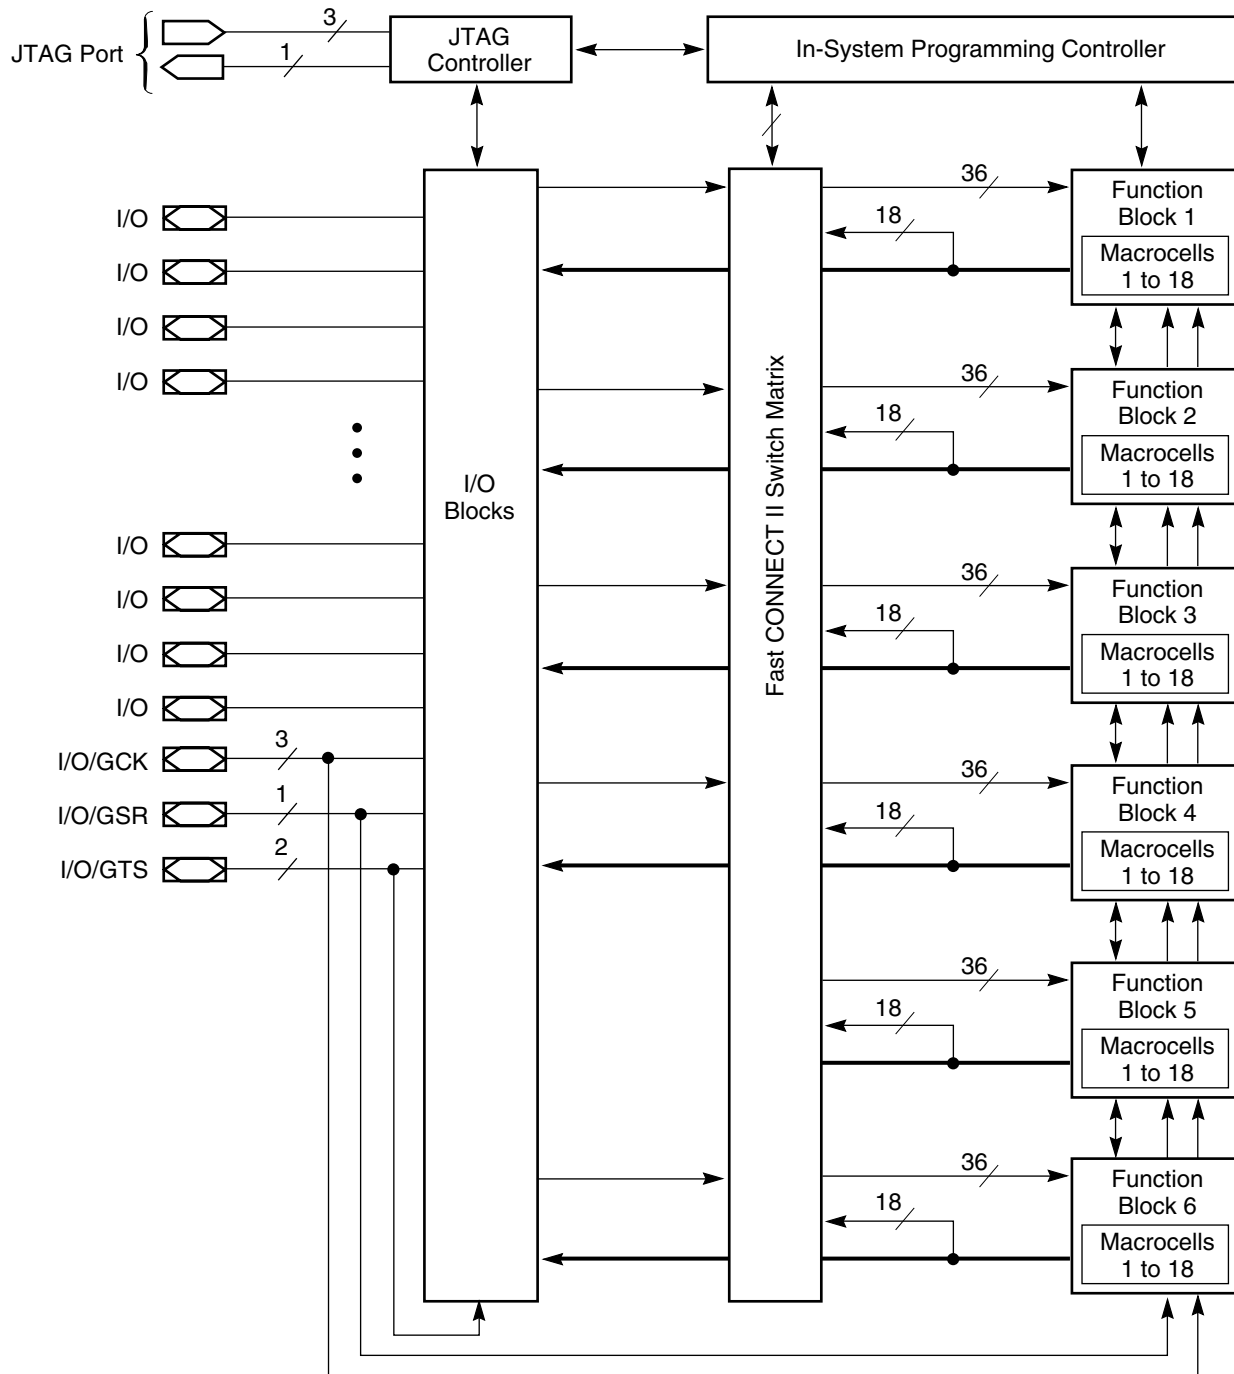 JTAG Port
3
1
JTAG
Controller
In-System Programming Controller
I/O
I/O
I/O
I/O
I/O
I/O
I/O
I/O
I/O/GCK
3
I/O/GSR
1
I/O/GTS
2
I/O
Blocks
Fast CONNECT II Switch Matrix
36
18
Function
Block 1
Macrocells
1 to 18
36
18
Function
Block 2
Macrocells
1 to 18
36
18
Function
Block 3
Macrocells
1 to 18
36
18
Function
Block 4
Macrocells
1 to 18
36
18
Function
Block 5
Macrocells
1 to 18
36
18
Function
Block 6
Macrocells
1 to 18